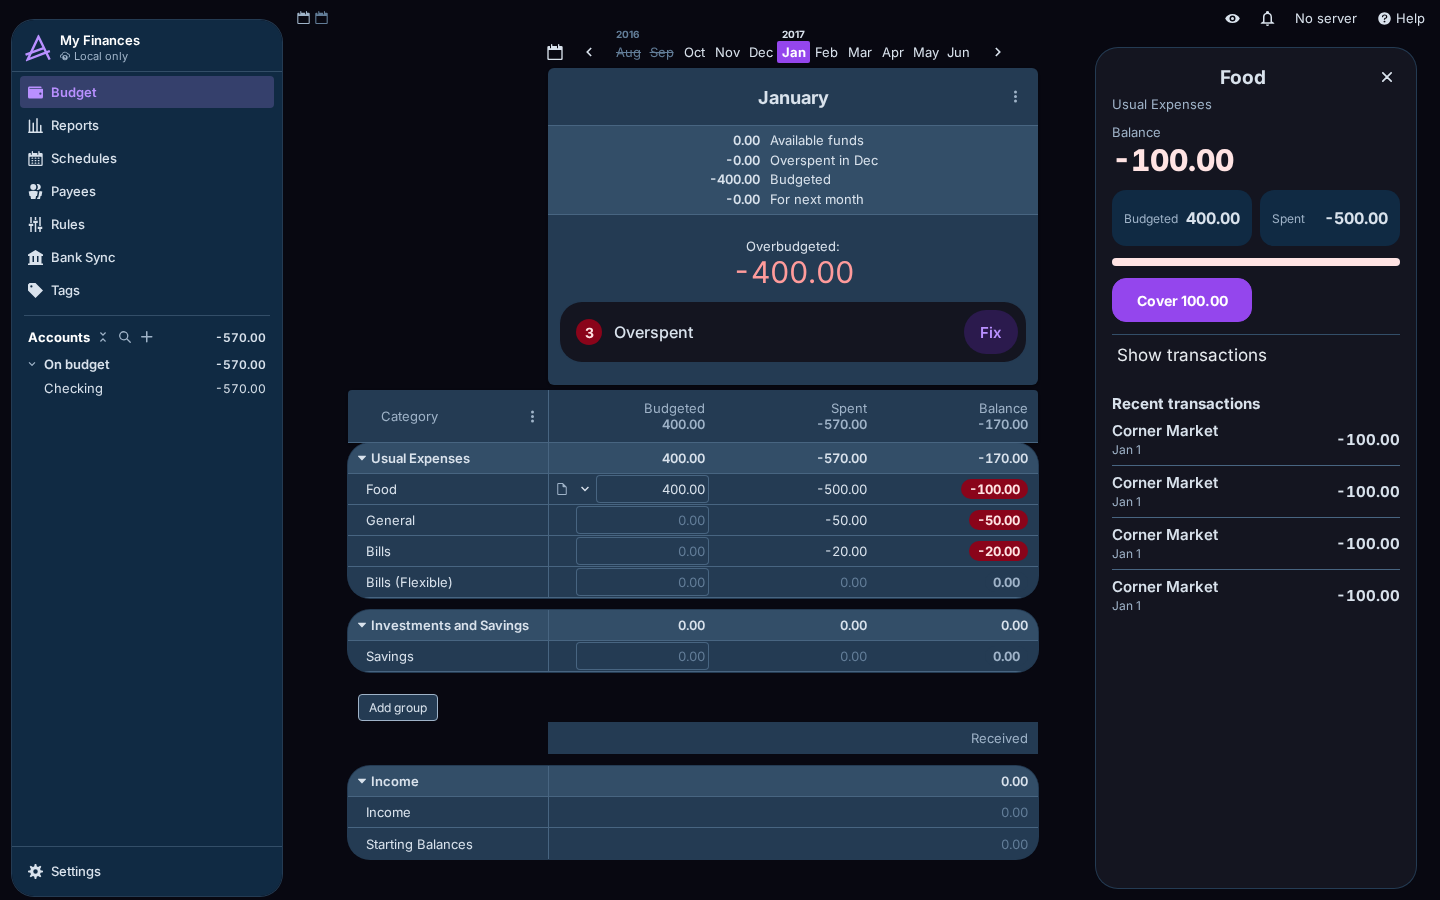 My Finances
Local only
Budget
Reports
Schedules
Payees
Rules
Bank Sync
Tags
Accounts -570.00
On budget -570.00
Checking -570.00
Settings
No server
Help
2016 2017
Aug Sep Oct Nov Dec Jan Feb Mar Apr May Jun
January
0.00 Available funds
-0.00 Overspent in Dec
-400.00 Budgeted
-0.00 For next month
Overbudgeted:
-400.00
3 Overspent Fix
Category Budgeted Spent Balance
400.00 -570.00 -170.00
Usual Expenses 400.00 -570.00 -170.00
Food 400.00 -500.00 -100.00
General 0.00 -50.00 -50.00
Bills 0.00 -20.00 -20.00
Bills (Flexible) 0.00 0.00 0.00
Investments and Savings 0.00 0.00 0.00
Savings 0.00 0.00 0.00
Add group
Received
Income 0.00
Income 0.00
Starting Balances 0.00
Food
Usual Expenses
Balance
-100.00
Budgeted 400.00 Spent -500.00
Cover 100.00
Show transactions
Recent transactions
Corner Market -100.00
Jan 1
Corner Market -100.00
Jan 1
Corner Market -100.00
Jan 1
Corner Market -100.00
Jan 1